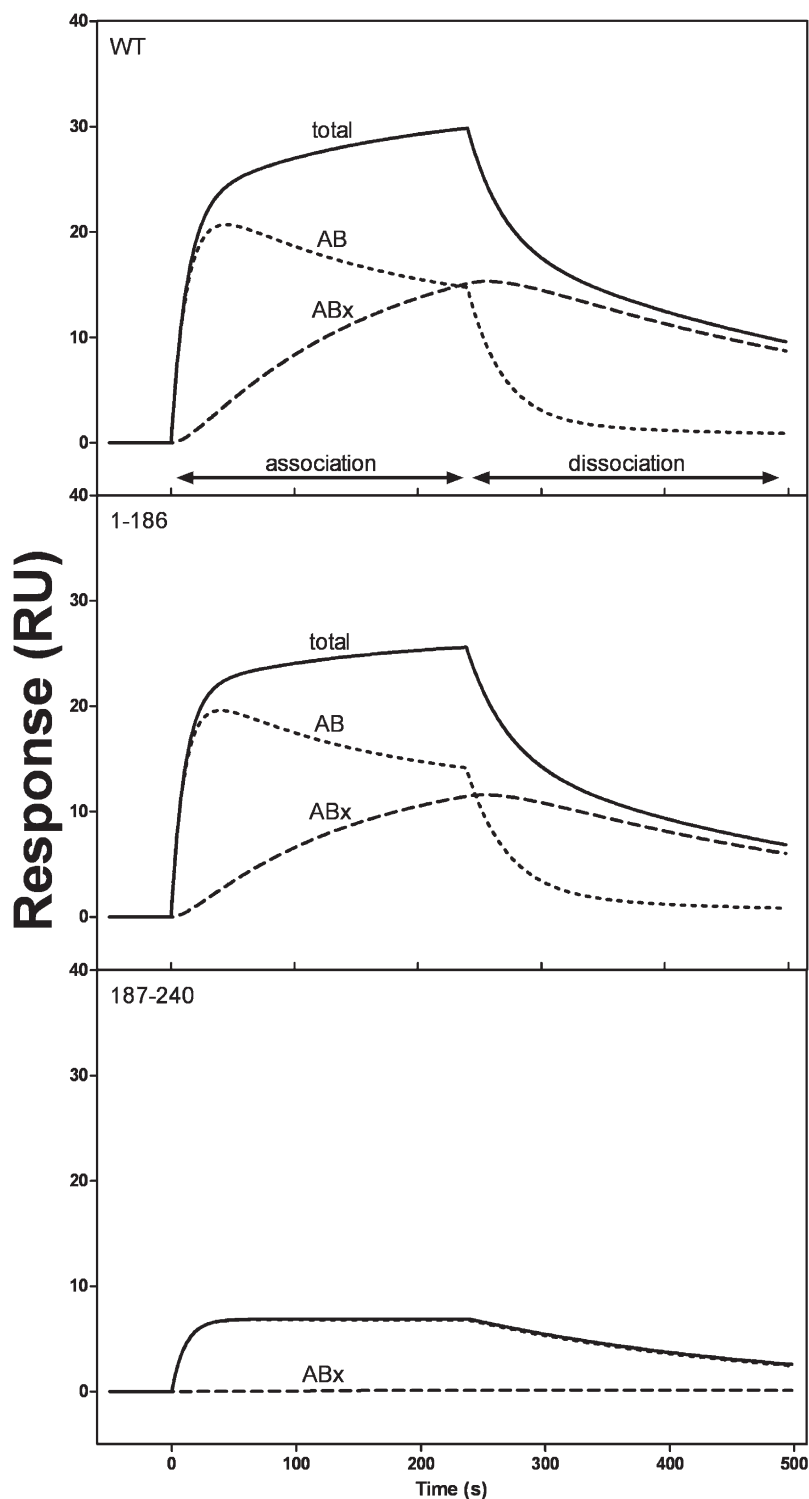 Response (RU)
40
WT
30
total
20
AB
ABx
10
0
association
dissociation
40
1-186
30
total
20
AB
ABx
10
0
40
187-240
30
20
10
ABx
0
0
100
200
300
400
500
Time (s)